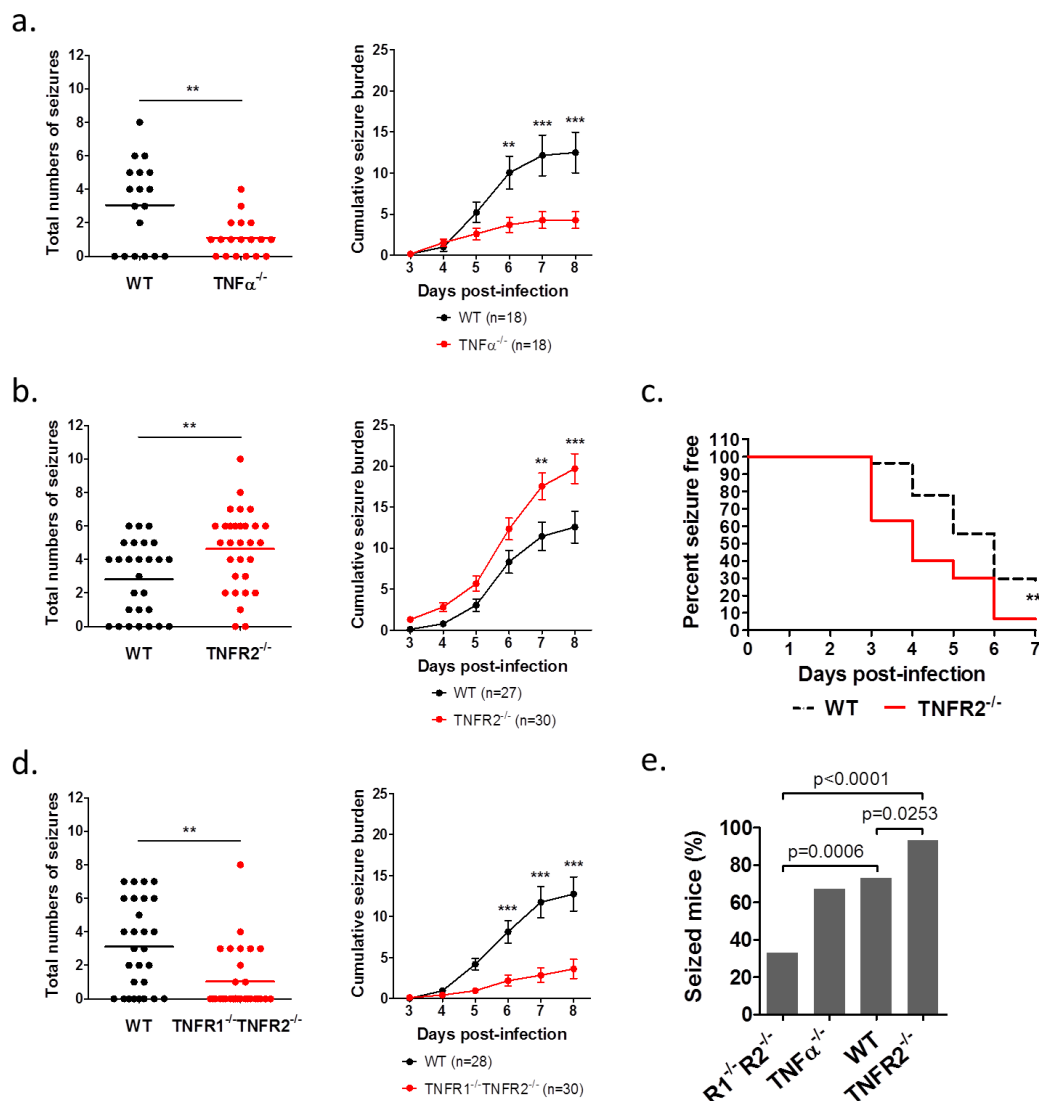 a.
Total numbers of seizures
12
10
8
6
4
2
0
**
WT
TNFα-/-
Cumulative seizure burden
25
20
15
10
5
0
**
***
***
3 4 5 6 7 8
Days post-infection
WT (n=18)
TNFα-/- (n=18)
b.
Total numbers of seizures
12
10
8
6
4
2
0
**
WT
TNFR2-/-
Cumulative seizure burden
25
20
15
10
5
0
**
***
3 4 5 6 7 8
Days post-infection
WT (n=27)
TNFR2-/- (n=30)
c.
Percent seizure free
110
100
90
80
70
60
50
40
30
20
10
0
**
0 1 2 3 4 5 6 7
Days post-infection
WT
TNFR2-/-
d.
Total numbers of seizures
12
10
8
6
4
2
0
**
WT
TNFR1-/-TNFR2-/-
Cumulative seizure burden
25
20
15
10
5
0
***
***
***
3 4 5 6 7 8
Days post-infection
WT (n=28)
TNFR1-/-TNFR2-/- (n=30)
e.
Seized mice (%)
100
80
60
40
20
0
p<0.0001
p=0.0253
p=0.0006
R1-/-R2-/-
TNFα-/-
WT
TNFR2-/-